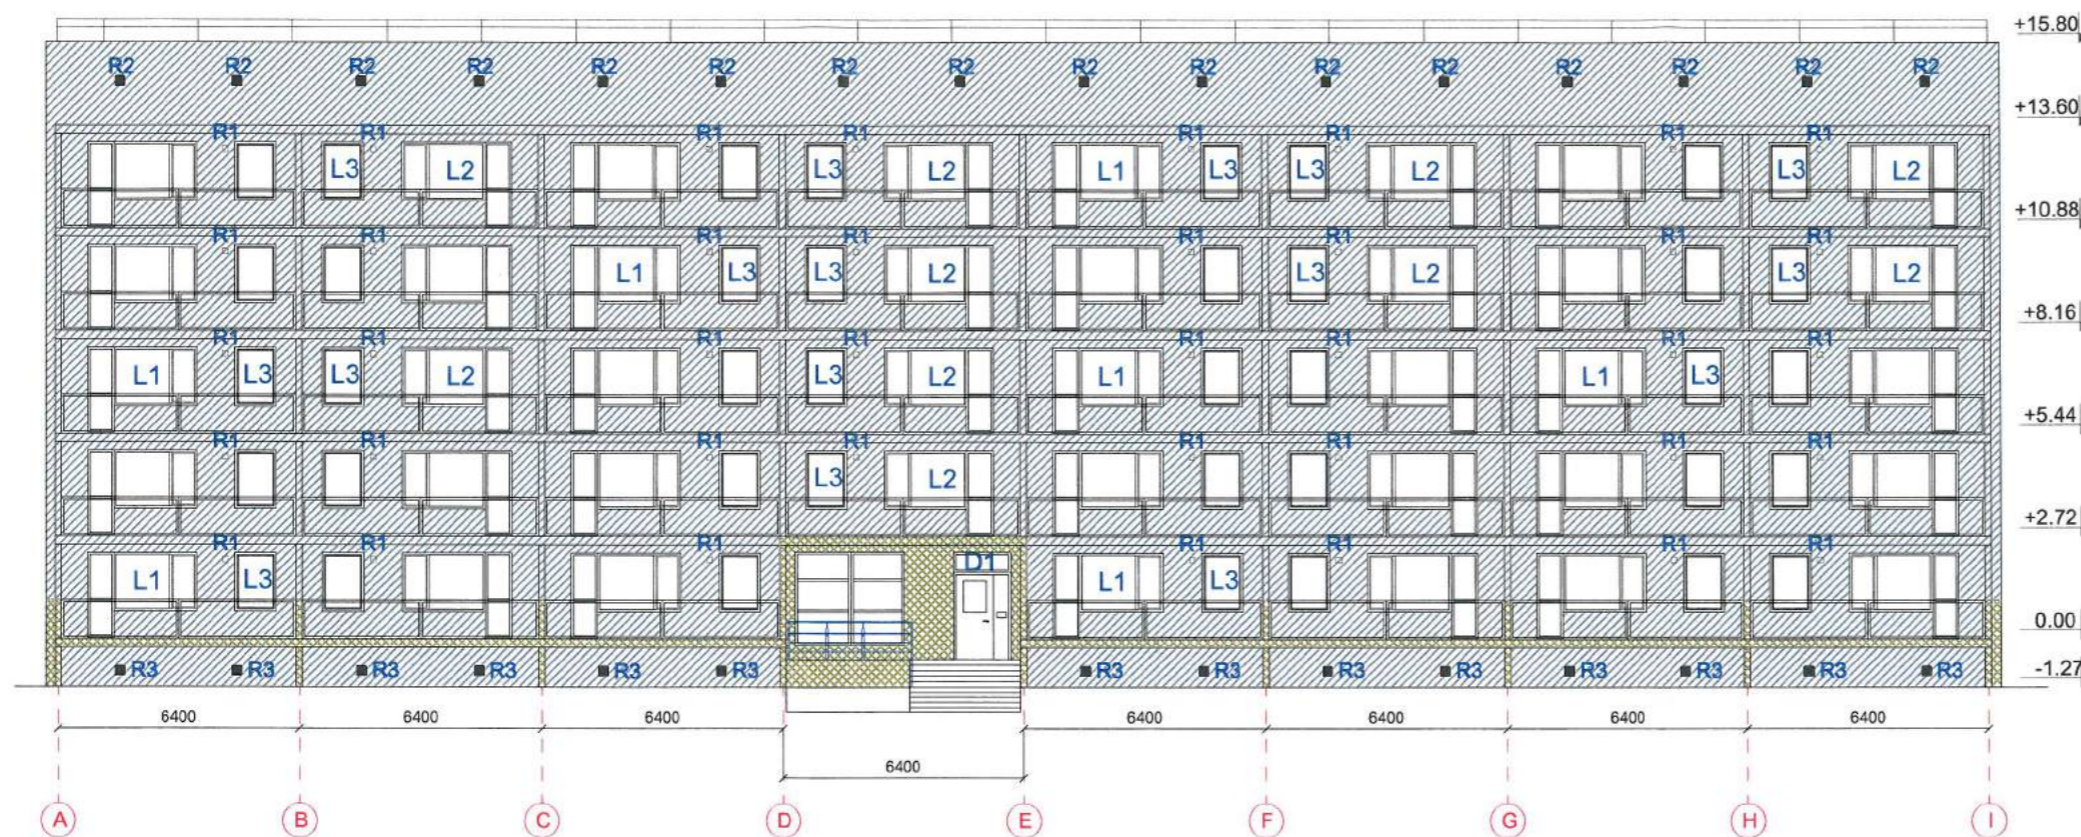 +15.80
R2 R2 R2 R2 R2 R2 R2 R2 R2 R2 R2 R2 R2 R2 R2 R2
+13.60
R1 R1 R1 R1 R1 R1 R1 R1
L3 L2 L3 L2 L1 L3 L3 L2 L3 L2
+10.88
R1 R1 R1 R1 R1 R1 R1 R1
L1 L3 L3 L2 L3 L2 L3 L2
+8.16
R1 R1 R1 R1 R1 R1 R1 R1
L1 L3 L3 L2 L3 L2 L1 L1 L3
+5.44
R1 R1 R1 R1 R1 R1 R1 R1
L3 L2
+2.72
R1 R1 R1 R1 R1 R1 R1
D1
L1 L3 L1 L3
0.00
R3 R3 R3 R3 R3 R3 R3 R3 R3 R3 R3 R3 R3 R3
-1.27
6400 6400 6400 6400 6400 6400 6400
6400
A B C D E F G H I